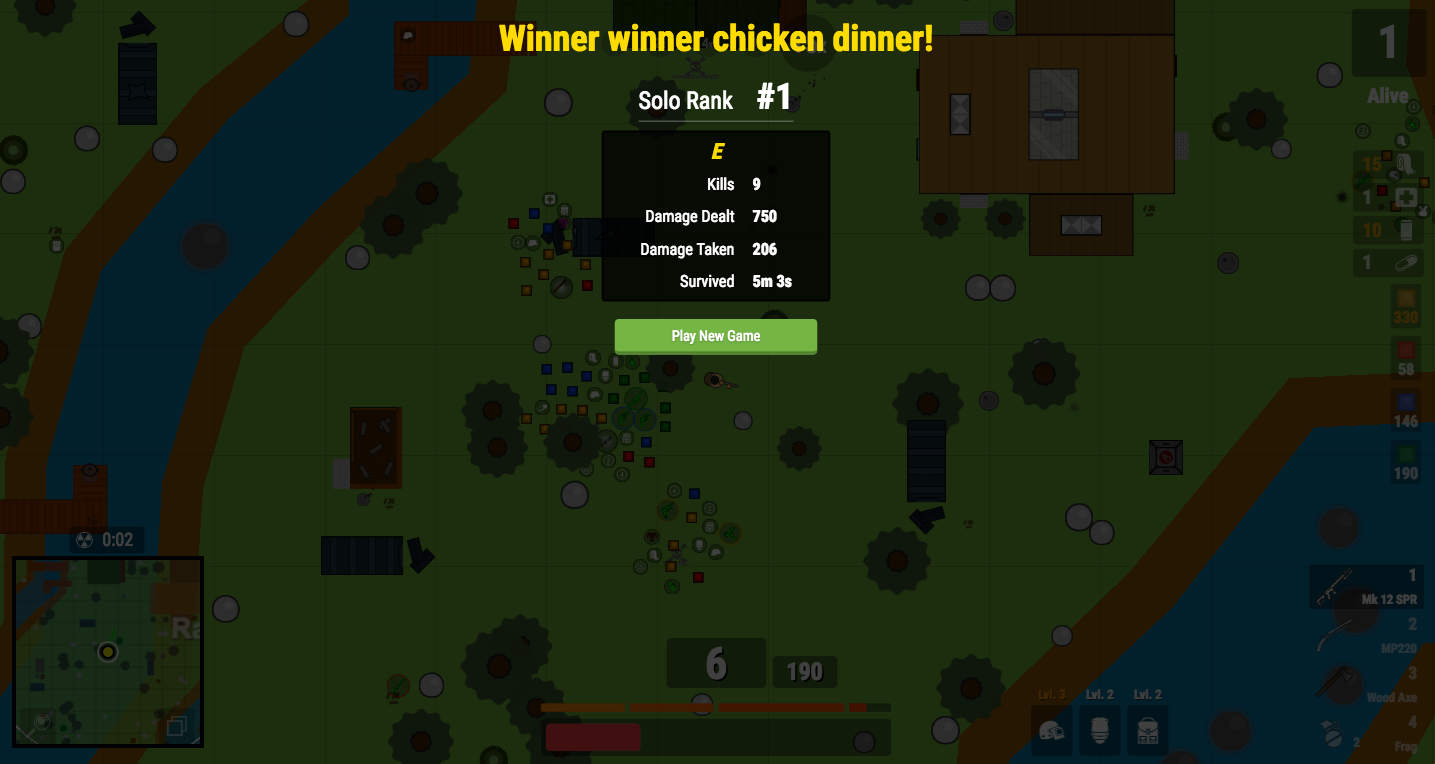 Winner winner chicken dinner!
Solo Rank #1
E
Kills 9
Damage Dealt 750
Damage Taken 206
Survived 5m 3s
Play New Game
1
Alive
15
1
10
1
330
58
146
190
0:02
Ra
6
190
Lvl. 3
Lvl. 2
Lvl. 2
1
Mk 12 SPR
2
MP220
3
Wood Axe
4
2
Frag